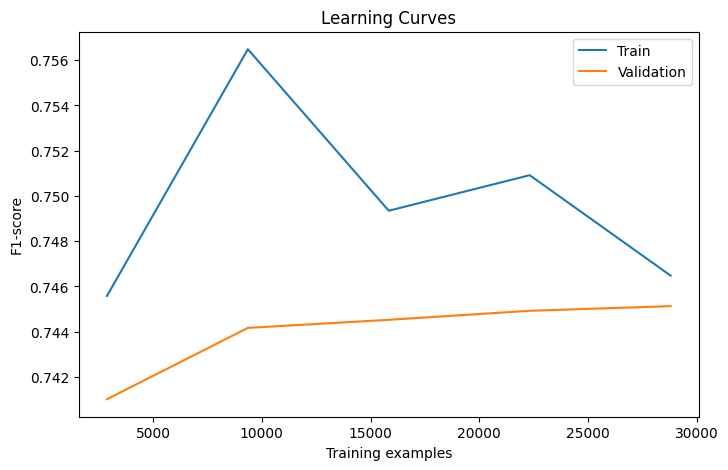 Learning Curves
Train
Validation
0.756
0.754
0.752
0.750
0.748
0.746
0.744
0.742
F1-score
5000 10000 15000 20000 25000 30000
Training examples